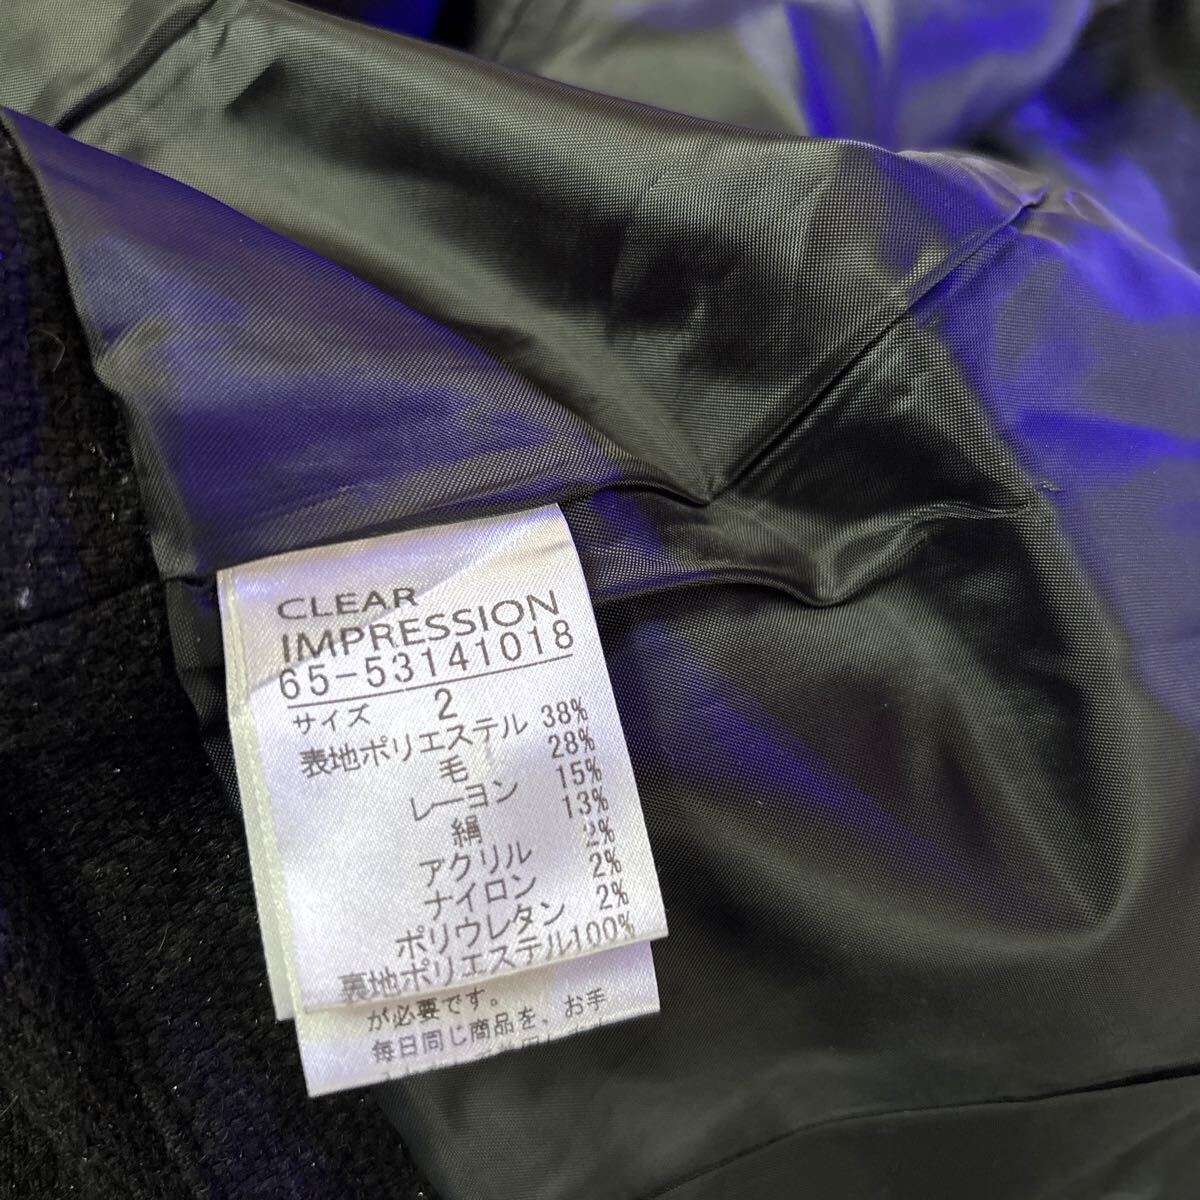 CLEAR
IMPRESSION
65-53141018
サイズ 2
表地ポリエステル 38%
毛 28%
レーヨン 15%
絹 13%
アクリル 2%
ナイロン 2%
ポリウレタン 2%
裏地ポリエステル100%
が必要です。
毎日同じ商品を、お手